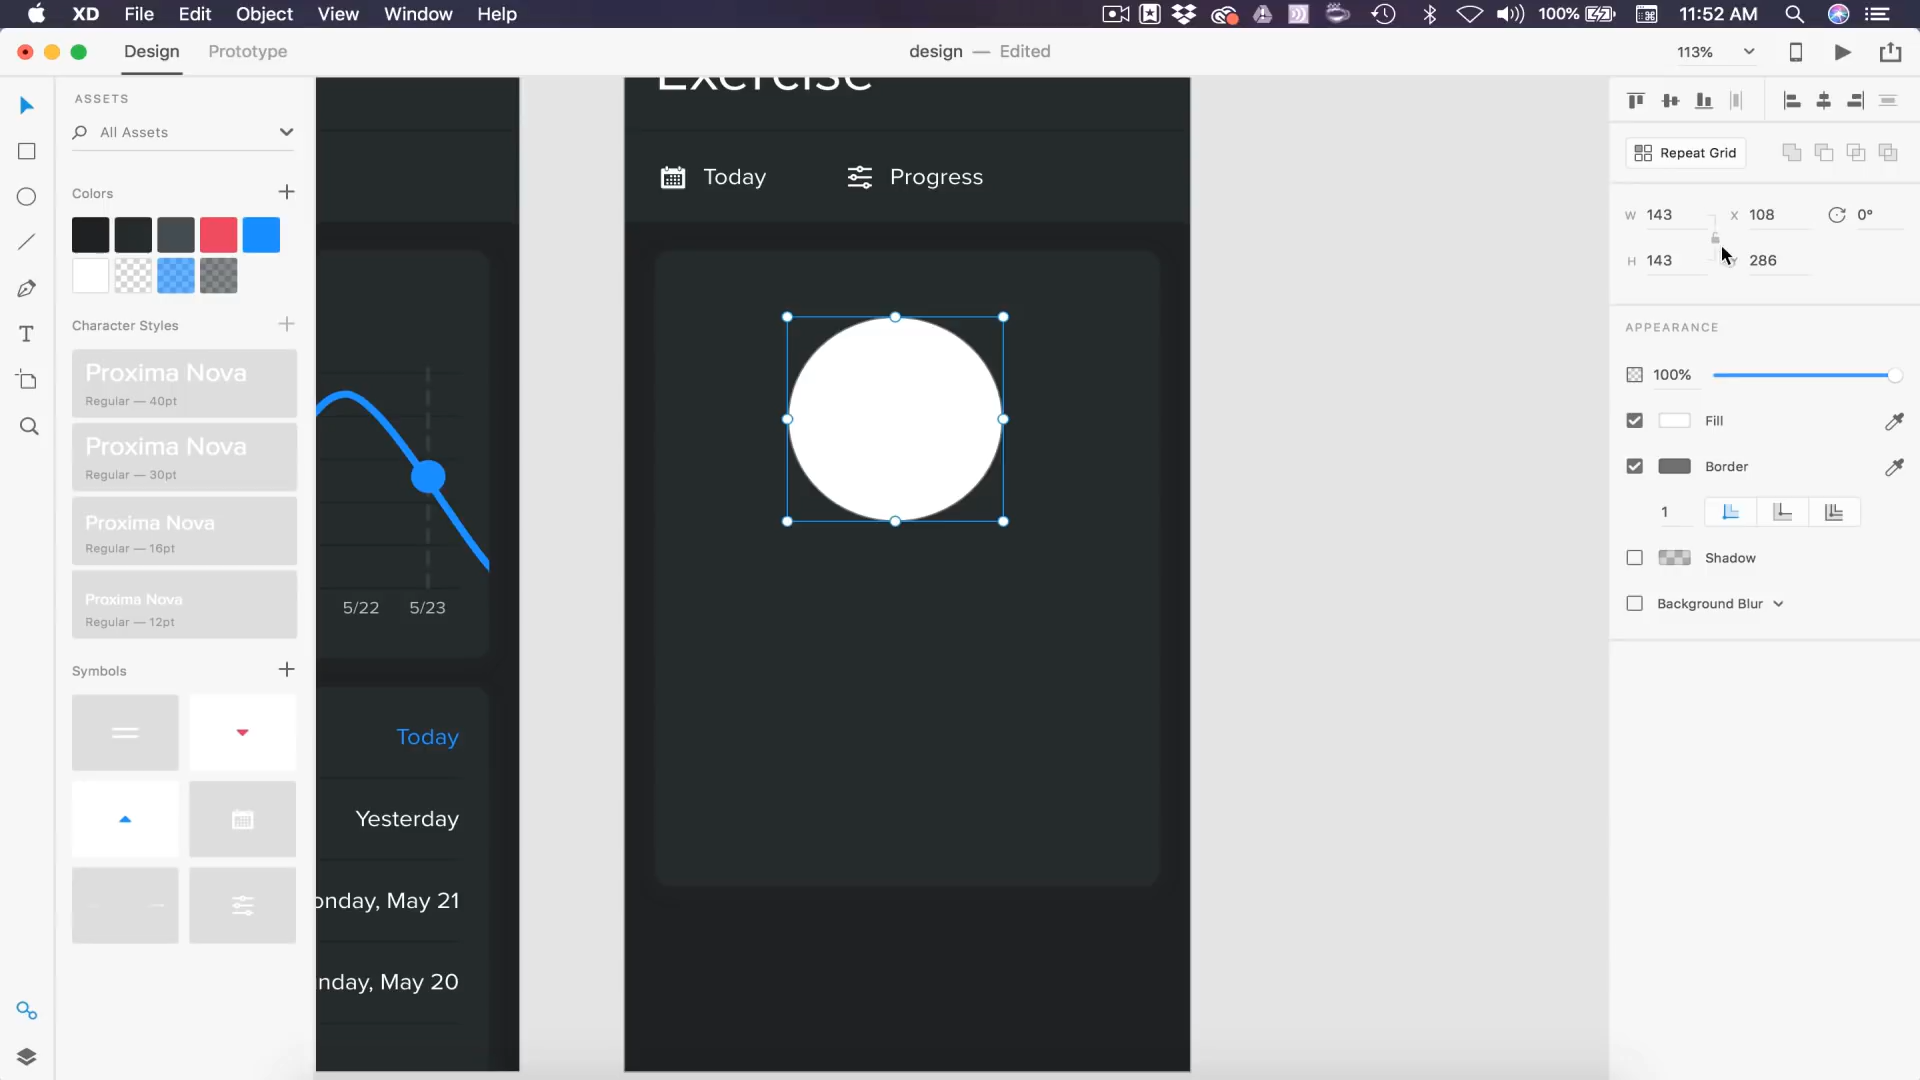 XD File Edit Object View Window Help 100% 11:52 AM
Design Prototype design — Edited 113%
ASSETS
All Assets
Colors
Character Styles
Proxima Nova
Regular — 40pt
Proxima Nova
Regular — 30pt
Proxima Nova
Regular — 16pt
Proxima Nova
Regular — 12pt
Symbols
5/22 5/23
Today
Yesterday
onday, May 21
nday, May 20
Exercise
Today Progress
Repeat Grid
W 143 X 108 0°
H 143 286
APPEARANCE
100%
Fill
Border
1
Shadow
Background Blur